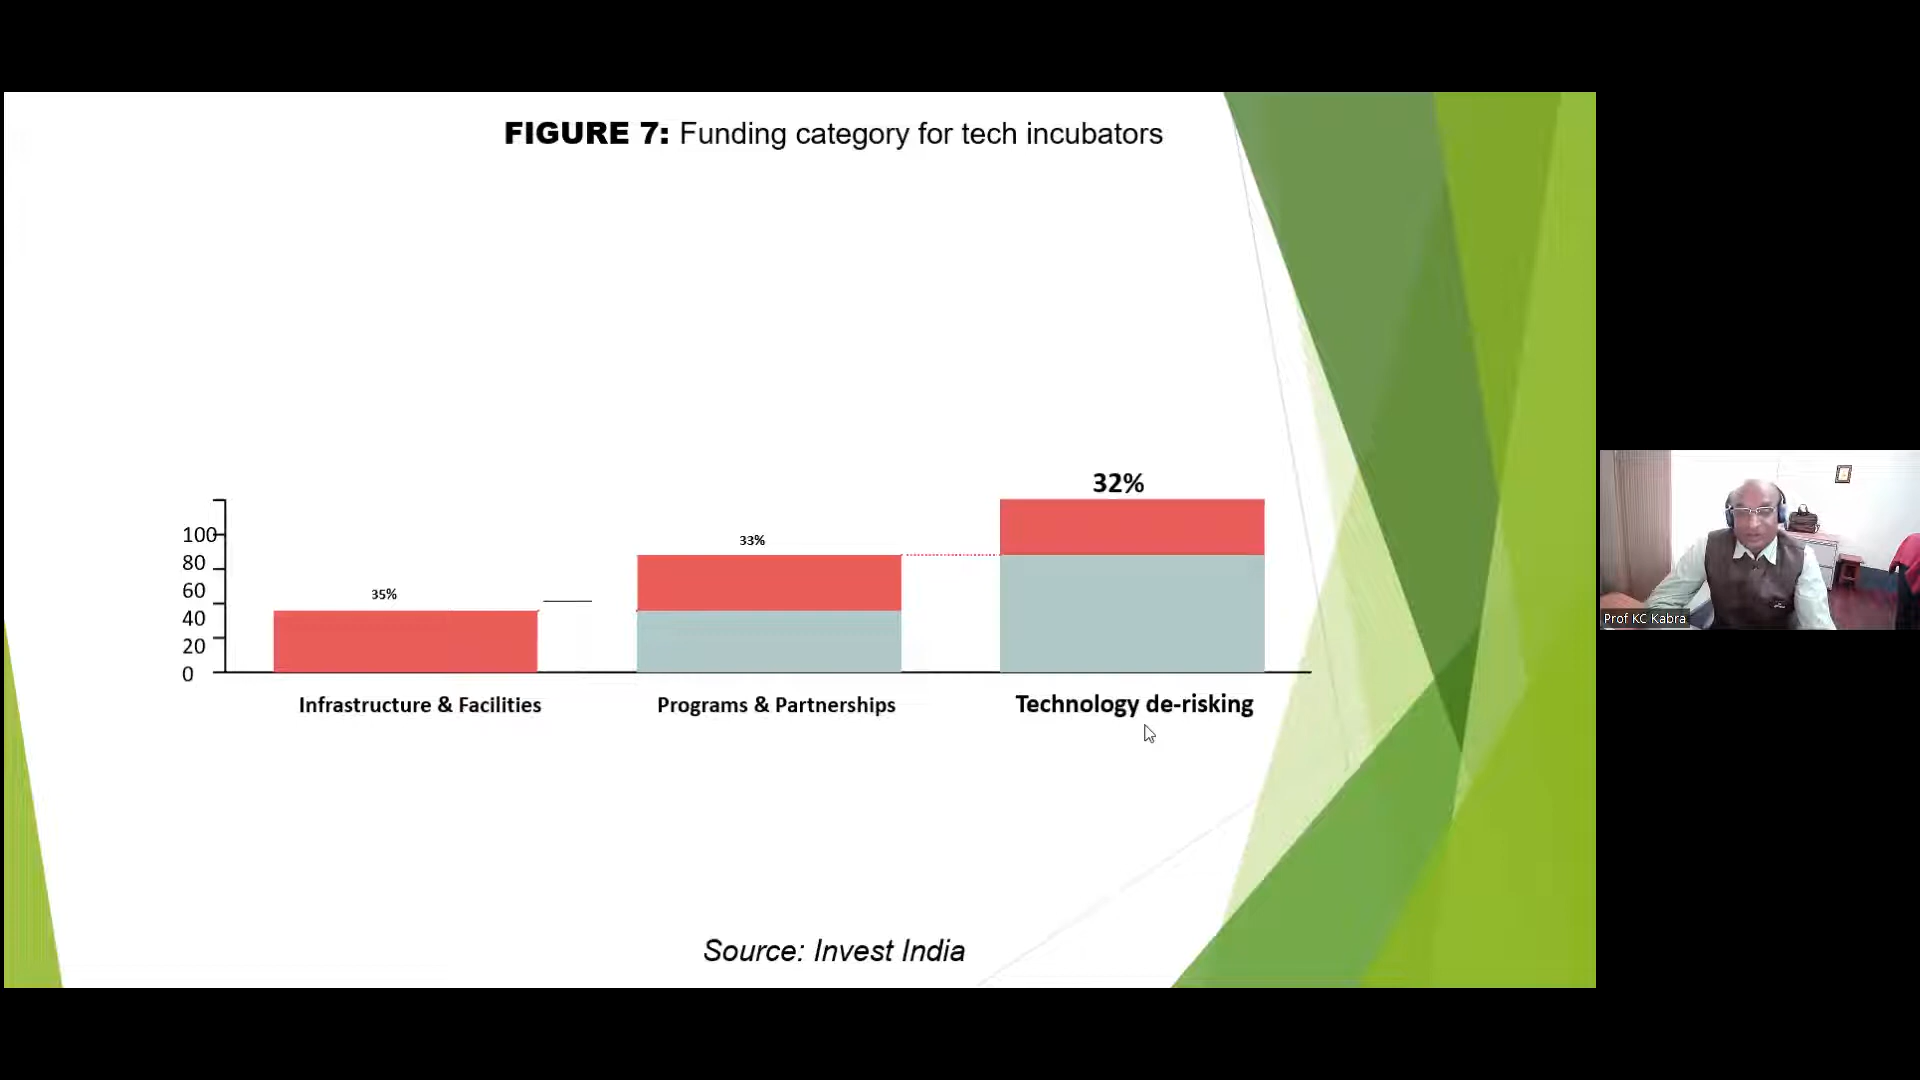 FIGURE 7: Funding category for tech incubators
32%
33%
35%
100
80
60
40
20
0
Infrastructure & Facilities
Programs & Partnerships
Technology de-risking
Source: Invest India
Prof KC Kabra